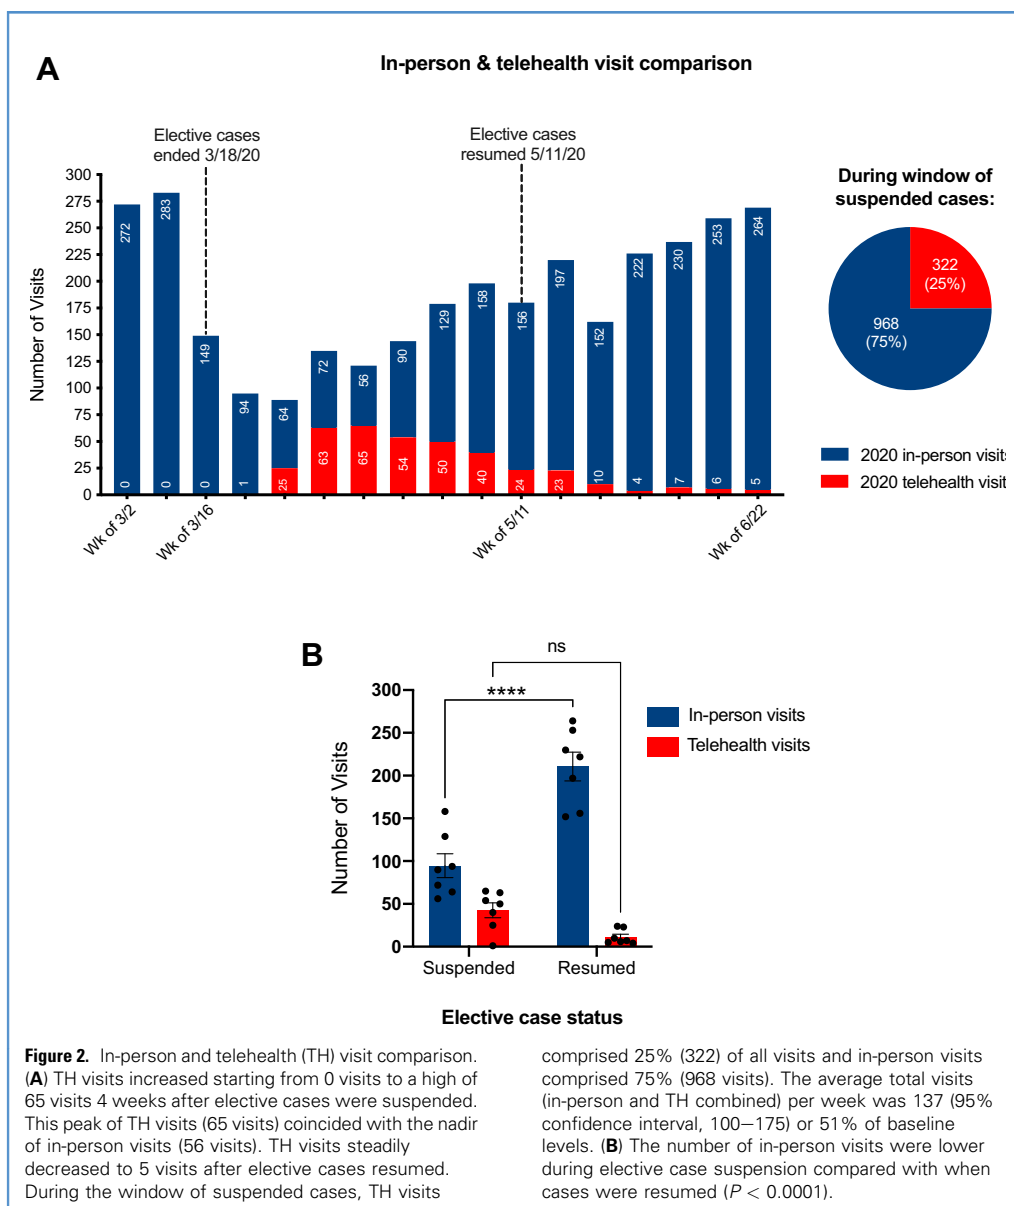 A
In-person & telehealth visit comparison
Elective cases
ended 3/18/20
Elective cases
resumed 5/11/20
During window of
suspended cases:
Number of Visits
300
275
250
225
200
175
150
125
100
75
50
25
0
272
283
149
94
64
72
56
90
129
158
156
197
152
222
230
253
264
0
0
0
1
25
63
65
54
50
40
24
23
10
4
7
6
5
Wk of 3/2
Wk of 3/16
Wk of 5/11
Wk of 6/22
322
(25%)
968
(75%)
2020 in-person visits
2020 telehealth visit
B
ns
****
Number of Visits
300
250
200
150
100
50
0
In-person visits
Telehealth visits
Suspended
Resumed
Elective case status
Figure 2. In-person and telehealth (TH) visit comparison.
(A) TH visits increased starting from 0 visits to a high of
65 visits 4 weeks after elective cases were suspended.
This peak of TH visits (65 visits) coincided with the nadir
of in-person visits (56 visits). TH visits steadily
decreased to 5 visits after elective cases resumed.
During the window of suspended cases, TH visits
comprised 25% (322) of all visits and in-person visits
comprised 75% (968 visits). The average total visits
(in-person and TH combined) per week was 137 (95%
confidence interval, 100–175) or 51% of baseline
levels. (B) The number of in-person visits were lower
during elective case suspension compared with when
cases were resumed (P < 0.0001).